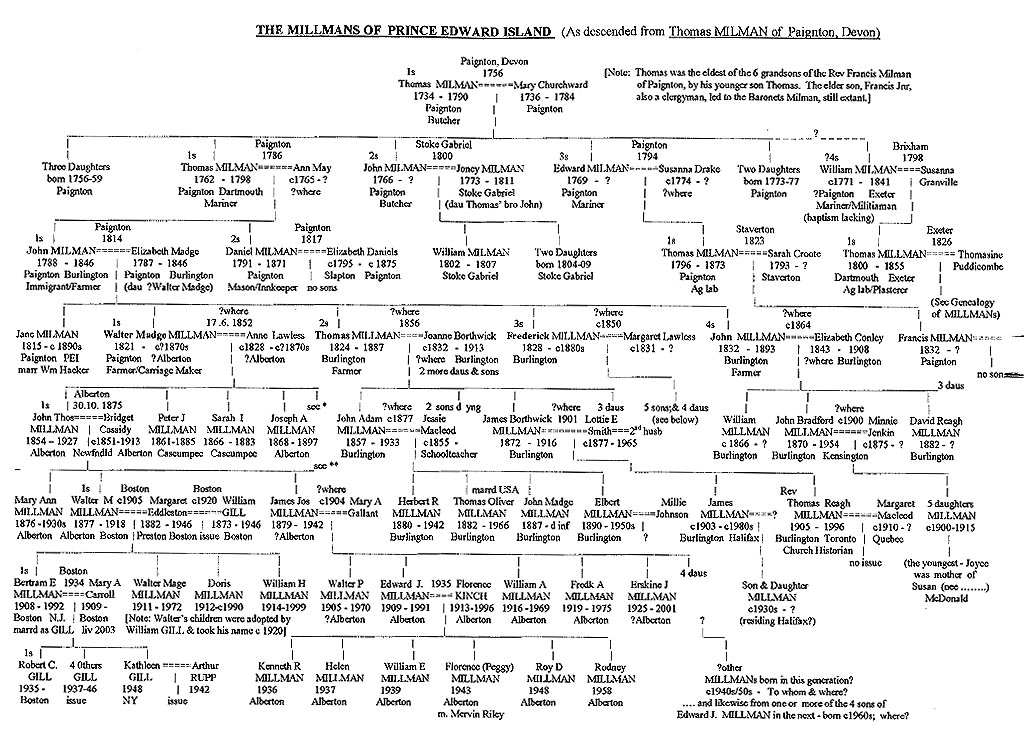 THE MILLMANS OF PRINCE EDWARD ISLAND (As descended from Thomas MILMAN of Paignton, Devon)
Paignton, Devon
1s 1756
Thomas MILMAN======Mary Churchward
1734 - 1790 | 1736 - 1784
Paignton | Paignton
Butcher
[Note: Thomas was the eldest of the 6 grandsons of the Rev Francis Milman
of Paignton, by his younger son Thomas. The elder son, Francis Jnr,
also a clergyman, led to the Baronets Milman, still extant.]
?
Paignton Stoke Gabriel Paignton Brixham
1s 1786 2s 1800 3s 1794 ?4s 1798
Three Daughters Thomas MILMAN=====Ann May John MILMAN=====Joney MILMAN Edward MILMAN-----Susanna Drake Two Daughters William MILMAN====Susanna
born 1756-59 1762 - 1798 c1765 - ? 1766 - ? 1773 - 1811 1769 - ? c1774 - ? born 1773-77 c1771 - 1841 Granville
Paignton Paignton Dartmouth ?where Paignton Stoke Gabriel Paignton Paignton ?Paignton Exeter
Mariner Butcher (dau Thomas' bro John) Mariner Mariner/Militiaman
(baptism lacking)
Paignton Paignton Staverton Exeter
1s 1814 2s 1817 1s 1823 1s 1826
John MILMAN======Elizabeth Madge Daniel MILMAN=====Elizabeth Daniels William MILMAN Two Daughters Thomas MILMAN=====Sarah Croote Thomas MILMAN===== Thomasine
1788 - 1846 1787 - 1846 1791 - 1871 c1795 - c 1875 1802 - 1807 born 1804-09 1796 - 1873 1793 - ? 1800 - 1855 Puddicombe
Paignton Burlington Paignton Burlington Paignton Slapton Paignton Stoke Gabriel Stoke Gabriel Paignton Staverton Dartmouth Exeter
Immigrant/Farmer (dau ?Walter Madge) Mason/Innkeeper no sons Ag lab Ag lab/Plasterer
(See Genealogy
of MILLMANs)
?where ?where ?where ?where
1s 17 .6. 1852 2s 1856 3s c1850 4s c1864
Jane MILMAN Walter Madge MILLMAN=====Anne Lawless Thomas MILLMAN====Joanne Borthwick Frederick MILLMAN=====Margaret Lawless John MILLMAN=====Elizabeth Conley Francis MILMAN=====
1815 - c 1890s 1821 - c?1870s c1828 -c?1870s 1824 - 1887 c1832 - 1913 1828 - c1880s c1831 - ? 1832 - 1893 1843 - 1908 1832 - ?
Paignton PEI Paignton ?Alberton ?Alberton Burlington ?where Burlington Burlington Burlington ?where Burlington Paignton
marr Wm Hacker Farmer/Carriage Maker Farmer 2 more daus & sons Farmer no sons
3 daus
Alberton
1s 30.10. 1875 see * ?where 2 sons d yng ?where 3 daus 5 sons; & 4 daus ?where
John Thos=====Bridget Peter J Sarah I Joseph A John Adam c1877 Jessie James Borthwick 1901 Lottie E (see below) William John Bradford c1900 Minnie David Reagh
MILLMAN Cassidy MILLMAN MILLMAN MILLMAN MILLMAN========Macleod MILLMAN========Smith===2nd husb MILLMAN MILLMAN======Jenkin MILLMAN
1854 - 1927 c1851-1913 1861-1885 1866 - 1883 1868 - 1897 1857 - 1933 c1855 - 1872 - 1916 c1877-1965 c 1866 - ? 1870 - 1954 c1875 - ? 1882 - ?
Alberton Newfndld Alberton Cascumpec Cascumpec Alberton Burlington Schoolteacher Burlington Burlington Burlington Kensington Burlington
see **
1s Boston Boston ?where marrd USA Rev
Mary Ann Walter M c1905 Margaret c1920 William James Jos c1904 Mary A Herbert R Thomas Oliver John Madge Elbert Millie James Thomas Reagh Margaret 5 daughters
MILLMAN MILLMAN=====Eddleston=====GILL MILLMAN=====Gallant MILLMAN MILLMAN MILLMAN MILLMAN====Johnson MILLMAN====? MILLMAN======Macleod MILLMAN
1876-1930s 1877 - 1918 1882 - 1946 1873 - 1946 1879 - 1942 1880 - 1942 1882 - 1966 1887 - d inf 1890 - 1950s ? c1903 - c1980s 1905 - 1996 c1910 - ? c1900-1915
Alberton Alberton Boston Preston Boston issue Boston ?Alberton Burlington Burlington Burlington Burlington Burlington Halifax Burlington Toronto Quebec
Church Historian
no issue (the youngest - Joyce
was mother of
Susan (nee ........)
McDonald
4 daus
1s Boston
Bertram E 1934 Mary A Walter Mage Doris William H Walter P Edward J. 1935 Florence William A Fredk A Erskine J Son & Daughter
MILLMAN====Carroll MILLMAN MILLMAN MILLMAN MILLMAN MILLMAN==== KINCH MILLMAN MILLMAN MILLMAN MILLMAN
1908 - 1992 1909 - 1911 - 1972 1912-c1990 1914-1999 1905 - 1970 1909 - 1991 1913-1996 1916 -1969 1919 - 1975 1925 - 2001 c1930s - ?
Boston N.J. Boston [Note: Walter's children were adopted by ?Alberton Alberton Alberton Alberton ?Alberton (residing Halifax?)
marrd as GILL liv 2003 William GILL & took his name c 1920] ?
1s
Robert C. 4 0thers Kathleen =====Arthur Kenneth R Helen William E Florence (Peggy) Roy D Rodney ?other
GILL GILL GILL RUPP MILLMAN MILLMAN MILLMAN MILLMAN MILLMAN MILLMAN MILLMANs born in this generation?
1935 - 1937-46 1948 1942 1936 1937 1939 1943 1948 1958 c1940s/50s - To whom & where?
Boston issue NY issue Alberton Alberton Alberton Alberton Alberton Alberton .... and likewise from one or more of the 4 sons of
m. Mervin Riley Edward J. MILLMAN in the next - born c1960s; where?